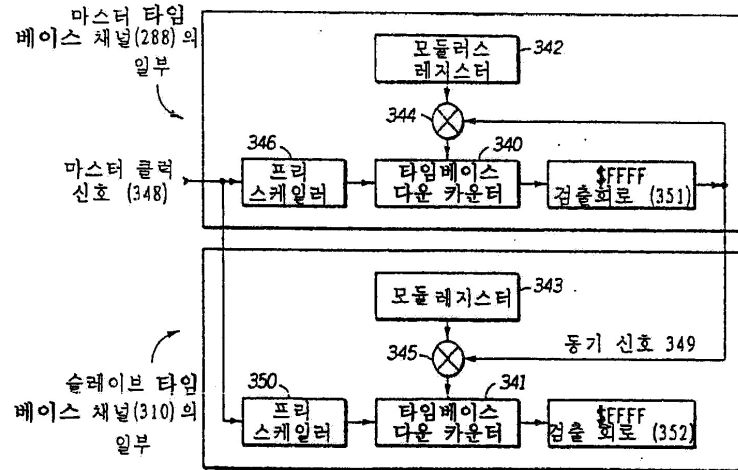 마스터 타임
베이스 채널(288)의
일부
모듈러스
레지스터
342
344
346
프리
스케일러
340
타임베이스
다운 카운터
$FFFF
검출회로 (351)
마스터 클럭
신호 (348)
모듈레지스터
343
345
동기 신호 349
슬레이브 타임
베이스 채널(310)의
일부
350
프리
스케일러
341
타임베이스
다운 카운터
$FFFF
검출 회로 (352)